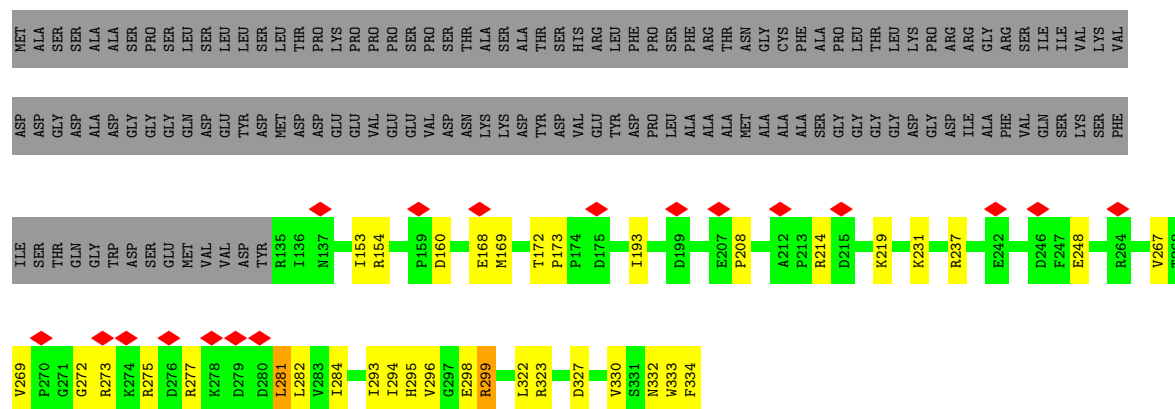 MET ALA SER SER ALA ALA SER PRO SER LEU SER LEU LEU SER LEU THR PRO LYS PRO PRO PRO SER PRO SER THR ALA SER ALA THR SER HIS ARG LEU PHE PRO SER PHE ARG THR ASN GLY CYS PHE ALA PRO LEU THR LEU LYS PRO ARG ARG GLY ARG SER ILE ILE VAL LYS VAL
ASP ASP GLY ASP ALA ASP GLY GLY GLY GLN ASP GLU TYR ASP MET ASP ASP GLU GLU VAL GLU GLU VAL ASP ASN LYS LYS ASP TYR ASP VAL GLU TYR ASP PRO LEU ALA ALA ALA MET ALA ALA ALA SER GLY GLY GLY GLY ASP GLY ASP ILE ALA PHE VAL GLN SER LYS SER PHE
ILE SER THR GLN GLY TRP ASP SER GLU MET VAL VAL ASP TYR R135 I136 N137 I153 R154 P159 D160 E168 M169 T172 P173 P174 D175 I193 D199 E207 P208 A212 P213 R214 D215 K219 K231 R237 E242 D246 F247 E248 R264 V267
V269 P270 G271 G272 R273 K274 R275 D276 R277 K278 D279 D280 L281 L282 V283 I284 I293 I294 H295 V296 G297 E298 R299 L322 R323 D327 V330 S331 N332 W333 F334